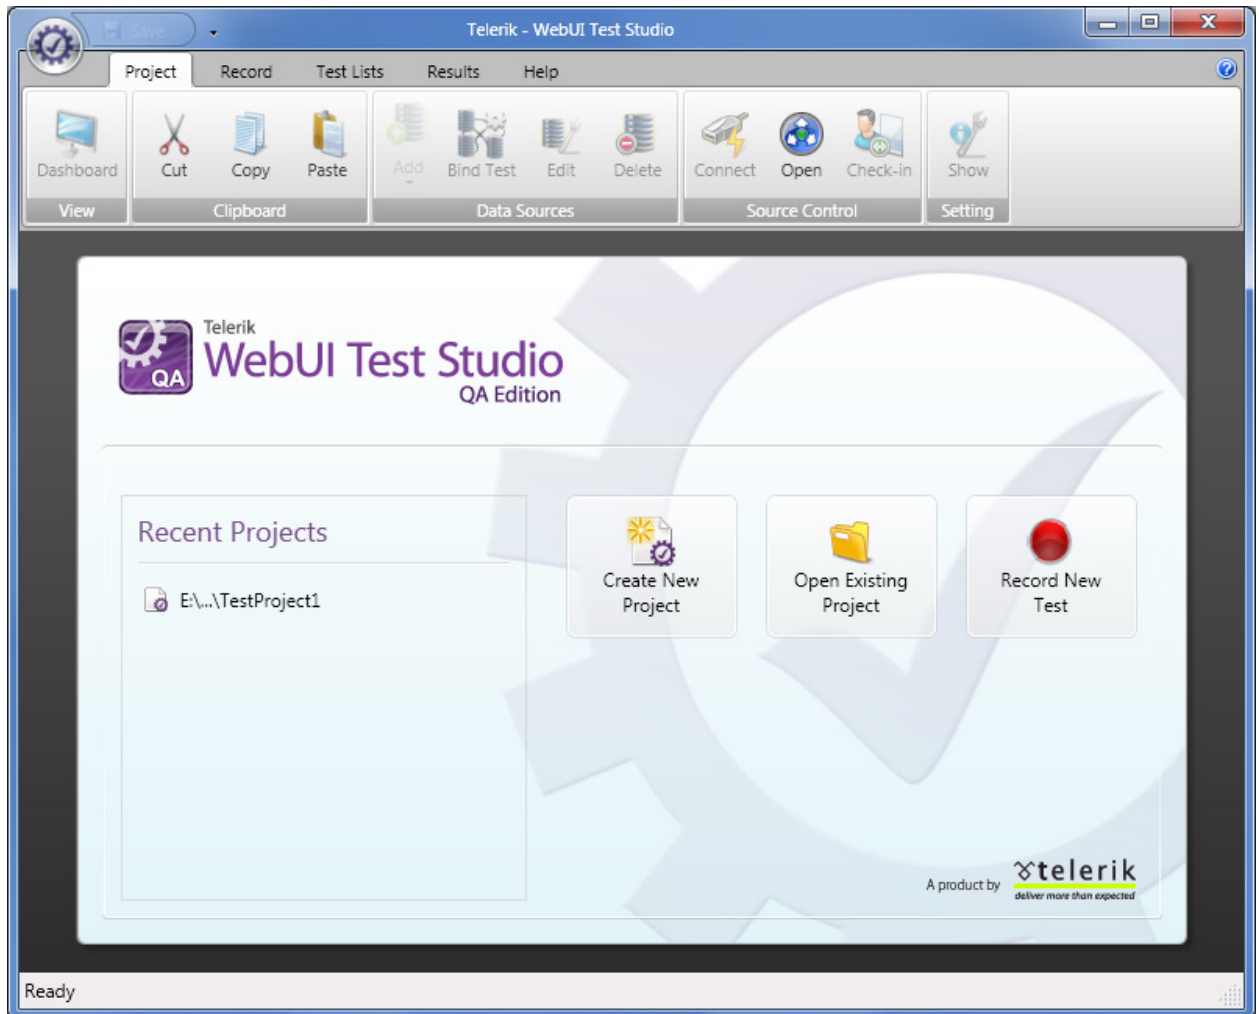 Save
Telerik - WebUI Test Studio
Project Record Test Lists Results Help
Dashboard Cut Copy Paste Add Bind Test Edit Delete Connect Open Check-in Show
View Clipboard Data Sources Source Control Setting
Telerik
WebUI Test Studio
QA
QA Edition
Recent Projects
E:\...\TestProject1
Create New
Project
Open Existing
Project
Record New
Test
A product by
telerik
deliver more than expected
Ready